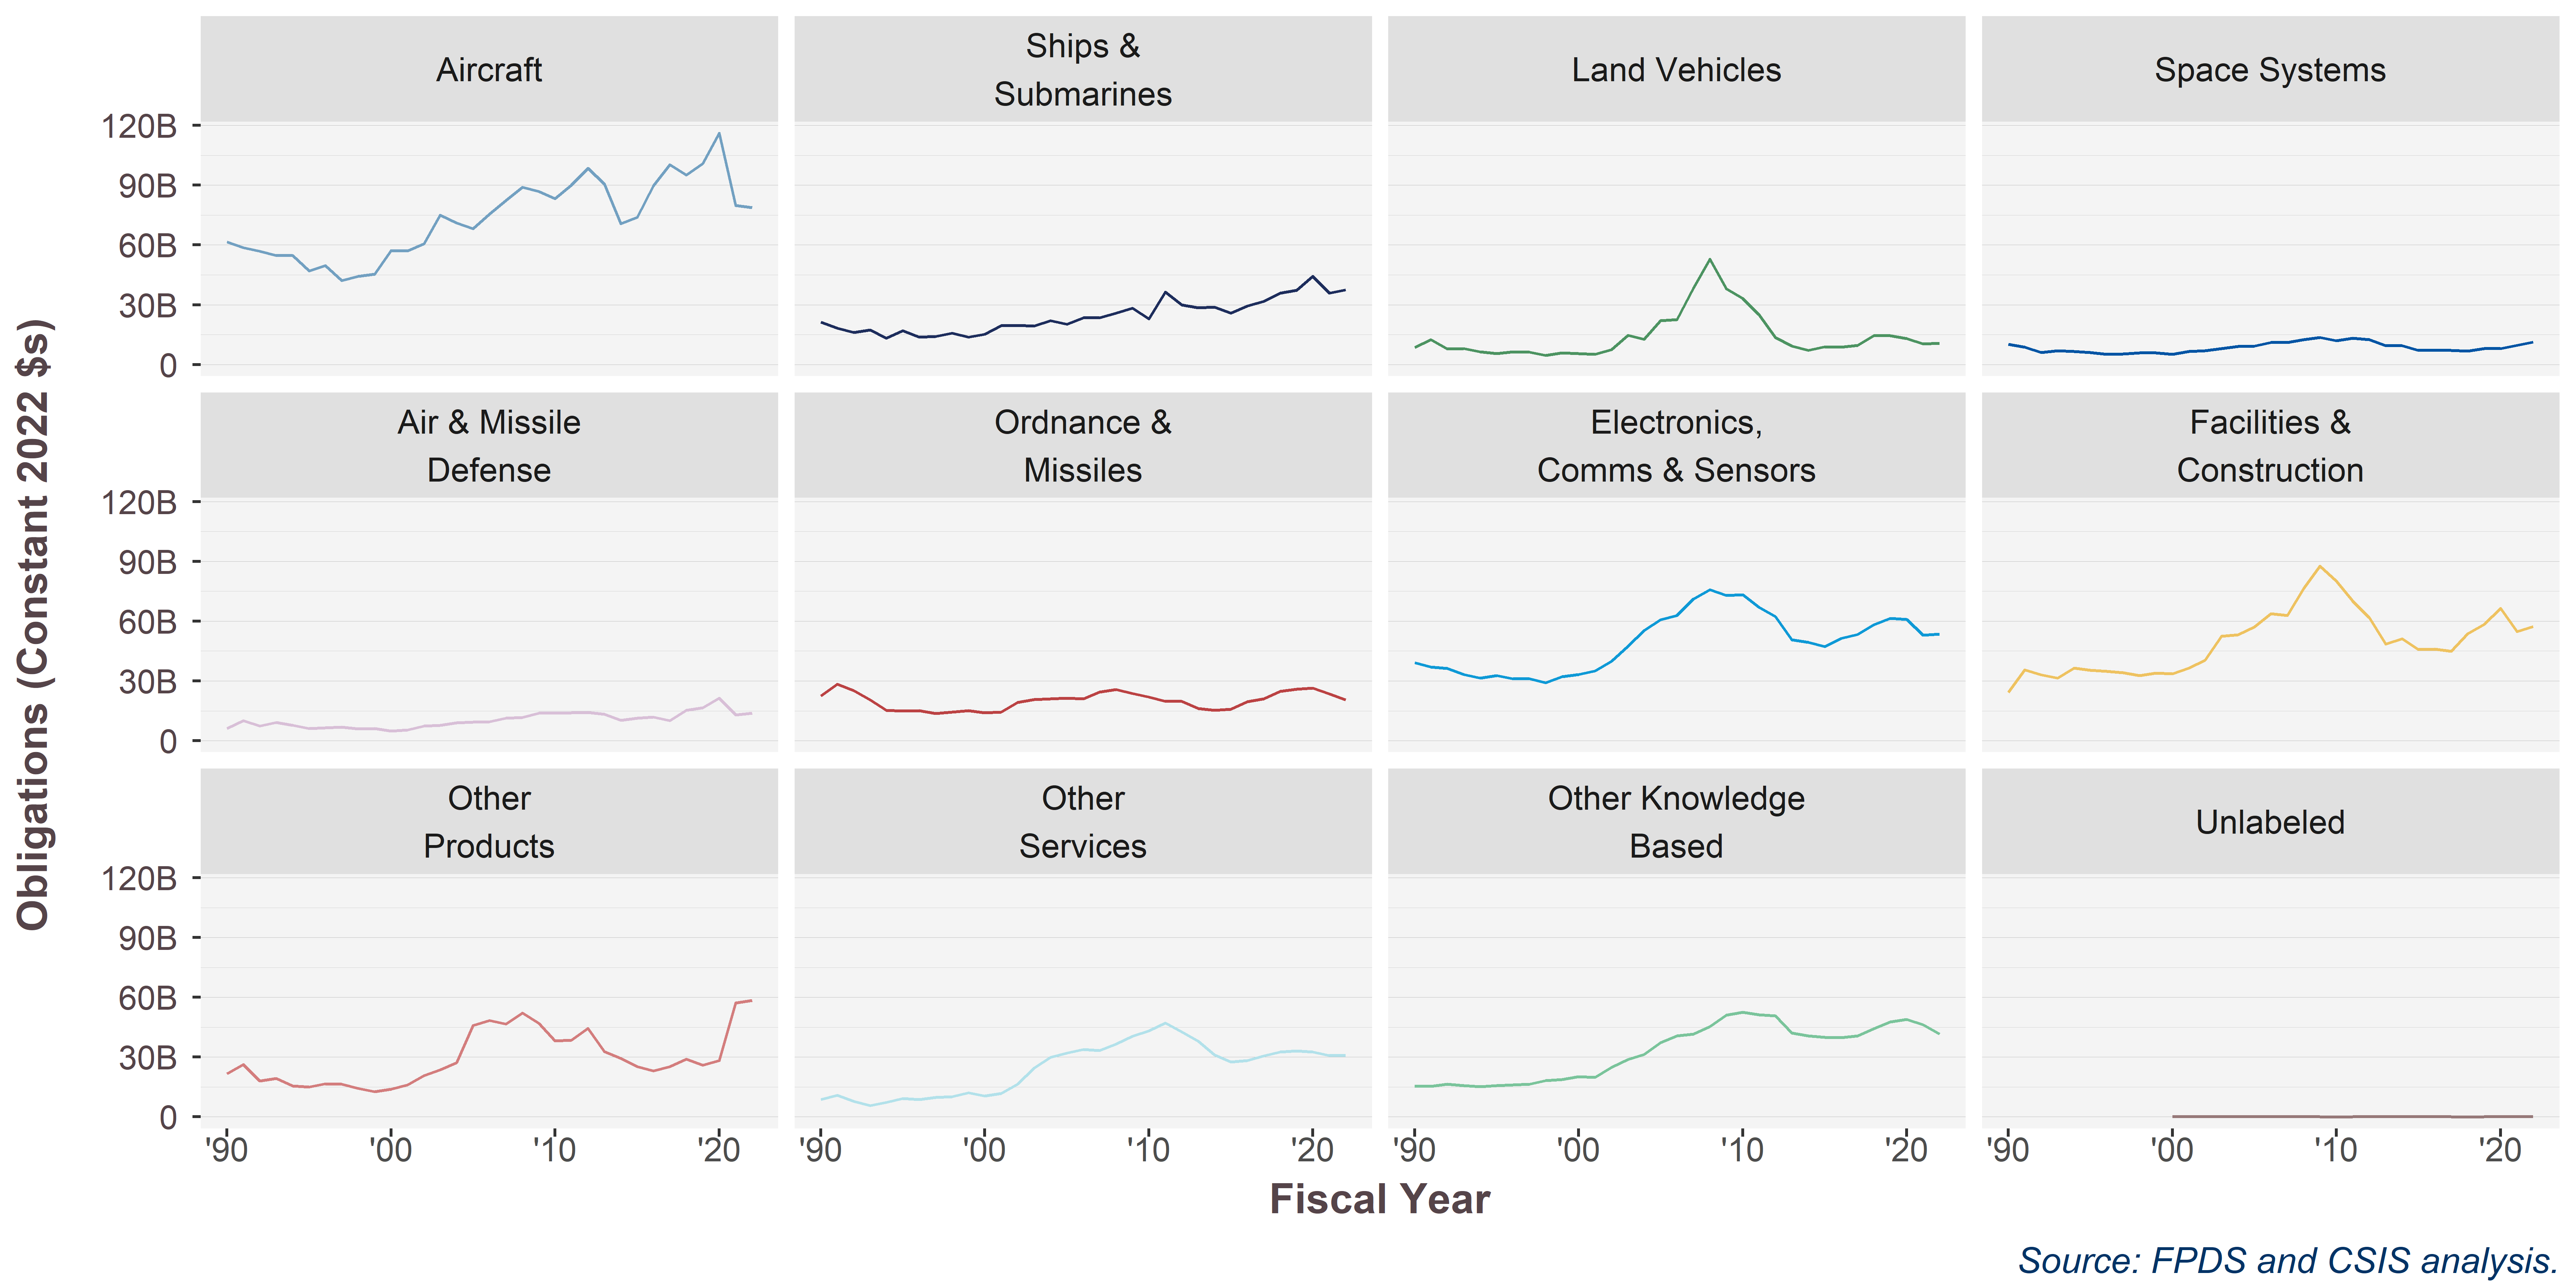 Aircraft
Ships &
Submarines
Land Vehicles
Space Systems
120B
90B
60B
30B
0
Air & Missile
Defense
Ordnance &
Missiles
Electronics,
Comms & Sensors
Facilities &
Construction
120B
90B
60B
30B
0
Other
Products
Other
Services
Other Knowledge
Based
Unlabeled
120B
90B
60B
30B
0
'90 '00 '10 '20
'90 '00 '10 '20
'90 '00 '10 '20
'90 '00 '10 '20
Obligations (Constant 2022 $s)
Fiscal Year
Source: FPDS and CSIS analysis.